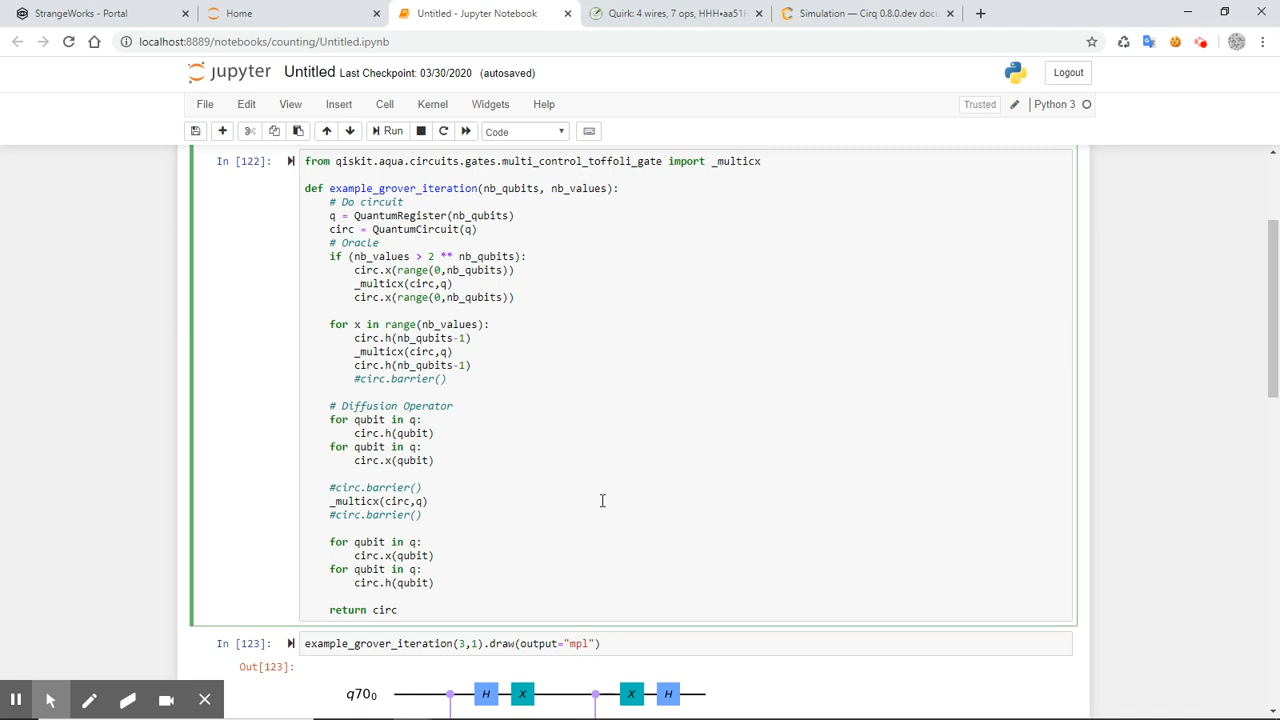 StrangeWorks - Portal
Home
Untitled - Jupyter Notebook
Quirk: 4 wires, 7 ops, HHH•aa51H
Simulation — Cirq 0.8.0.dev docu
localhost:8889/notebooks/counting/Untitled.ipynb
jupyter Untitled Last Checkpoint: 03/30/2020 (autosaved)
Logout
File Edit View Insert Cell Kernel Widgets Help
Trusted
Python 3
Run
Code
In [122]:
from qiskit.aqua.circuits.gates.multi_control_toffoli_gate import _multicx
def example_grover_iteration(nb_qubits, nb_values):
# Do circuit
q = QuantumRegister(nb_qubits)
circ = QuantumCircuit(q)
# Oracle
if (nb_values > 2 ** nb_qubits):
circ.x(range(0,nb_qubits))
_multicx(circ,q)
circ.x(range(0,nb_qubits))
for x in range(nb_values):
circ.h(nb_qubits-1)
_multicx(circ,q)
circ.h(nb_qubits-1)
#circ.barrier()
# Diffusion Operator
for qubit in q:
circ.h(qubit)
for qubit in q:
circ.x(qubit)
#circ.barrier()
_multicx(circ,q)
#circ.barrier()
for qubit in q:
circ.x(qubit)
for qubit in q:
circ.h(qubit)
return circ
In [123]:
example_grover_iteration(3,1).draw(output="mpl")
Out[123]:
q70₀
H X X H